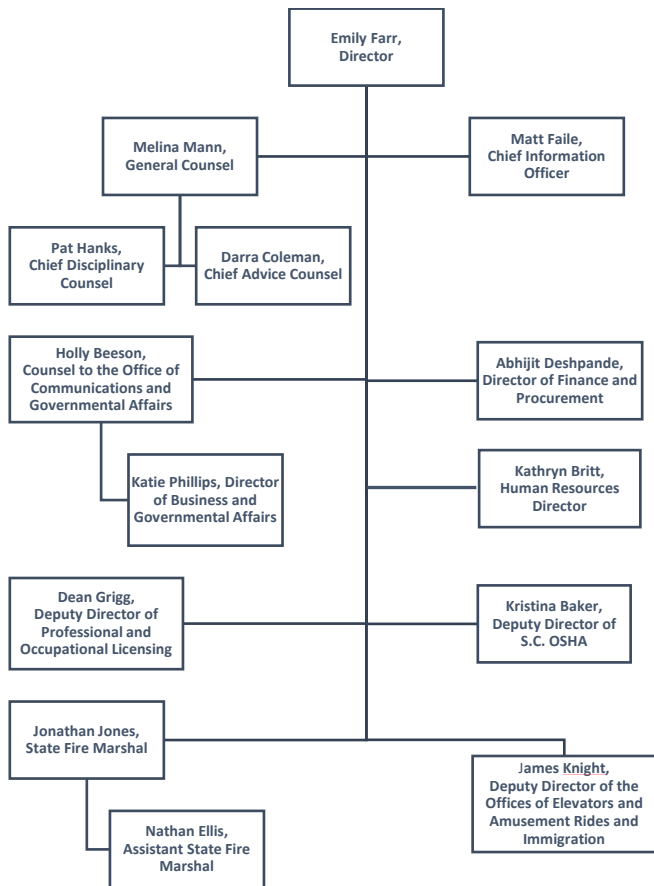 Emily Farr,
Director
Melina Mann,
General Counsel
Matt Faile,
Chief Information
Officer
Pat Hanks,
Chief Disciplinary
Counsel
Darra Coleman,
Chief Advice Counsel
Holly Beeson,
Counsel to the Office of
Communications and
Governmental Affairs
Abhijit Deshpande,
Director of Finance and
Procurement
Katie Phillips, Director
of Business and
Governmental Affairs
Kathryn Britt,
Human Resources
Director
Dean Grigg,
Deputy Director of
Professional and
Occupational Licensing
Kristina Baker,
Deputy Director of
S.C. OSHA
Jonathan Jones,
State Fire Marshal
James Knight,
Deputy Director of the
Offices of Elevators and
Amusement Rides and
Immigration
Nathan Ellis,
Assistant State Fire
Marshal